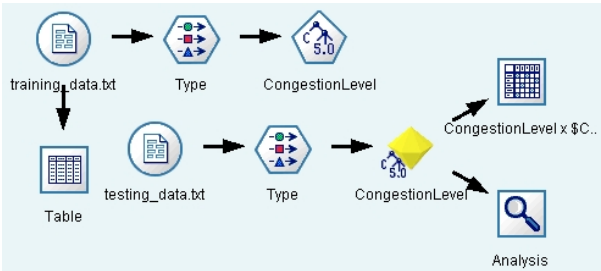 C 5.0
training_data.txt
Type
CongestionLevel
CongestionLevel x $C..
C 5.0
testing_data.txt
Type
CongestionLevel
Table
Analysis